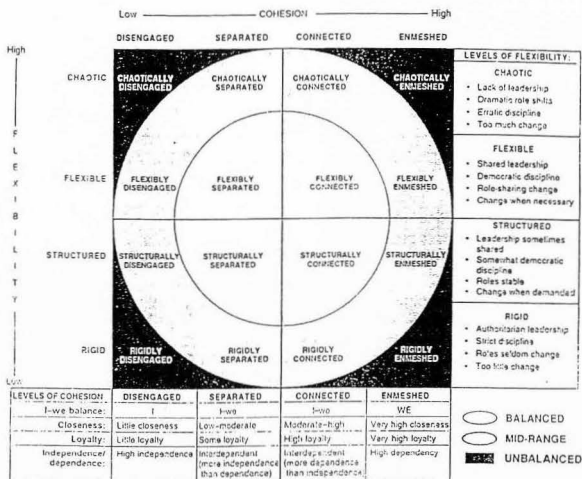 Low COHESION High
DISENGAGED SEPARATED CONNECTED ENMESHED
High
FLEXIBILITY
Low
CHAOTIC
CHAOTICALLY DISENGAGED
CHAOTICALLY SEPARATED
CHAOTICALLY CONNECTED
CHAOTICALLY ENMESHED
FLEXIBLE
FLEXIBLY DISENGAGED
FLEXIBLY SEPARATED
FLEXIBLY CONNECTED
FLEXIBLY ENMESHED
STRUCTURED
STRUCTURALLY DISENGAGED
STRUCTURALLY SEPARATED
STRUCTURALLY CONNECTED
STRUCTURALLY ENMESHED
RIGID
RIGIDLY DISENGAGED
RIGIDLY SEPARATED
RIGIDLY CONNECTED
RIGIDLY ENMESHED
LEVELS OF FLEXIBILITY:
CHAOTIC
• Lack of leadership
• Dramatic role shifts
• Erratic discipline
• Too much change
FLEXIBLE
• Shared leadership
• Democratic discipline
• Role-sharing change
• Change when necessary
STRUCTURED
• Leadership sometimes
shared
• Somewhat democratic
discipline
• Roles stable
• Change when demanded
RIGID
• Authoritarian leadership
• Strict discipline
• Roles seldom change
• Too little change
LEVELS OF COHESION DISENGAGED SEPARATED CONNECTED ENMESHED
I–we balance: I I–we I–we WE
Closeness: Little closeness Low–moderate Moderate–high Very high closeness
Loyalty: Little loyalty Some loyalty High loyalty Very high loyalty
Independence/ High independence Interdependent Interdependent High dependency
dependence: (more independence (more dependence
than dependence) than independence)
BALANCED
MID-RANGE
UNBALANCED